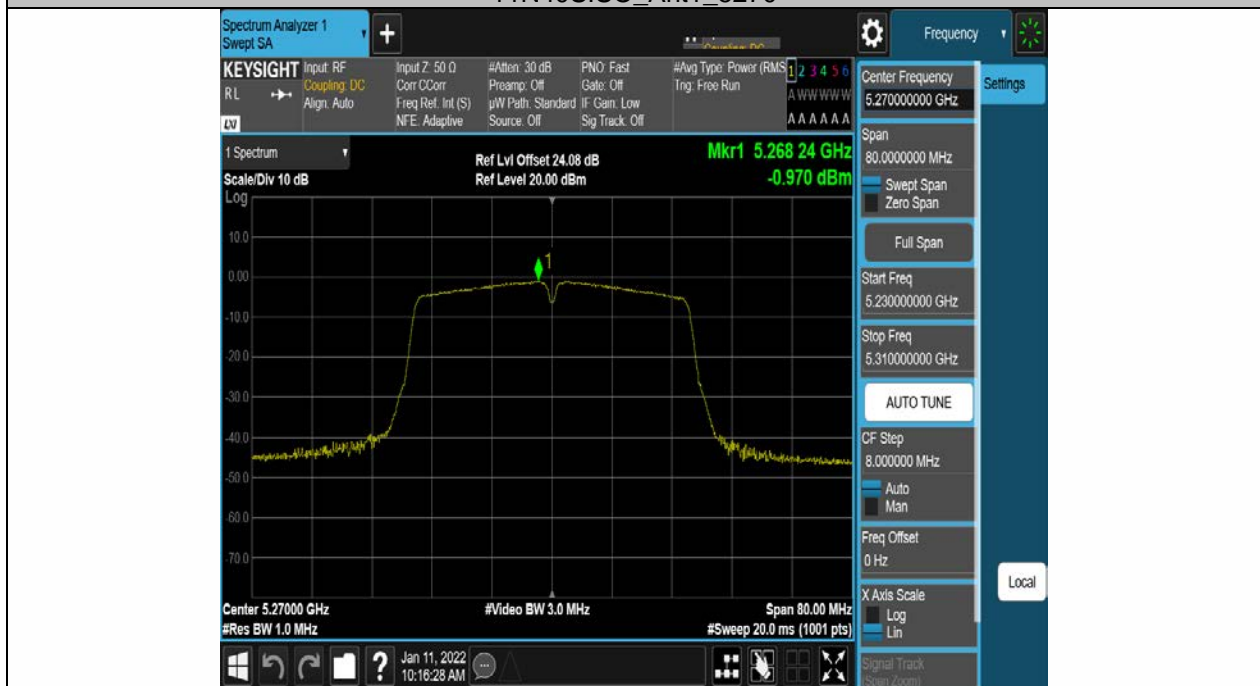 Spectrum Analyzer 1
Swept SA
+
Frequency
KEYSIGHT
RL
LXI
Input: RF
Coupling: DC
Align: Auto
Input Z: 50 Ω
Corr CCorr
Freq Ref: Int (S)
NFE: Adaptive
#Atten: 30 dB
Preamp: Off
µW Path: Standard
Source: Off
PNO: Fast
Gate: Off
IF Gain: Low
Sig Track: Off
#Avg Type: Power (RMS
Trig: Free Run
1 2 3 4 5 6
A W W W W W
A A A A A A
1 Spectrum
Scale/Div 10 dB
Log
Ref Lvl Offset 24.08 dB
Ref Level 20.00 dBm
Mkr1 5.268 24 GHz
-0.970 dBm
10.0
0.00
-10.0
-20.0
-30.0
-40.0
-50.0
-60.0
-70.0
1
Center 5.27000 GHz
#Res BW 1.0 MHz
#Video BW 3.0 MHz
Span 80.00 MHz
#Sweep 20.0 ms (1001 pts)
Center Frequency
5.270000000 GHz
Span
80.0000000 MHz
Swept Span
Zero Span
Full Span
Start Freq
5.230000000 GHz
Stop Freq
5.310000000 GHz
AUTO TUNE
CF Step
8.000000 MHz
Auto
Man
Freq Offset
0 Hz
X Axis Scale
Log
Lin
Signal Track
(Span Zoom)
Settings
Local
?
Jan 11, 2022
10:16:28 AM